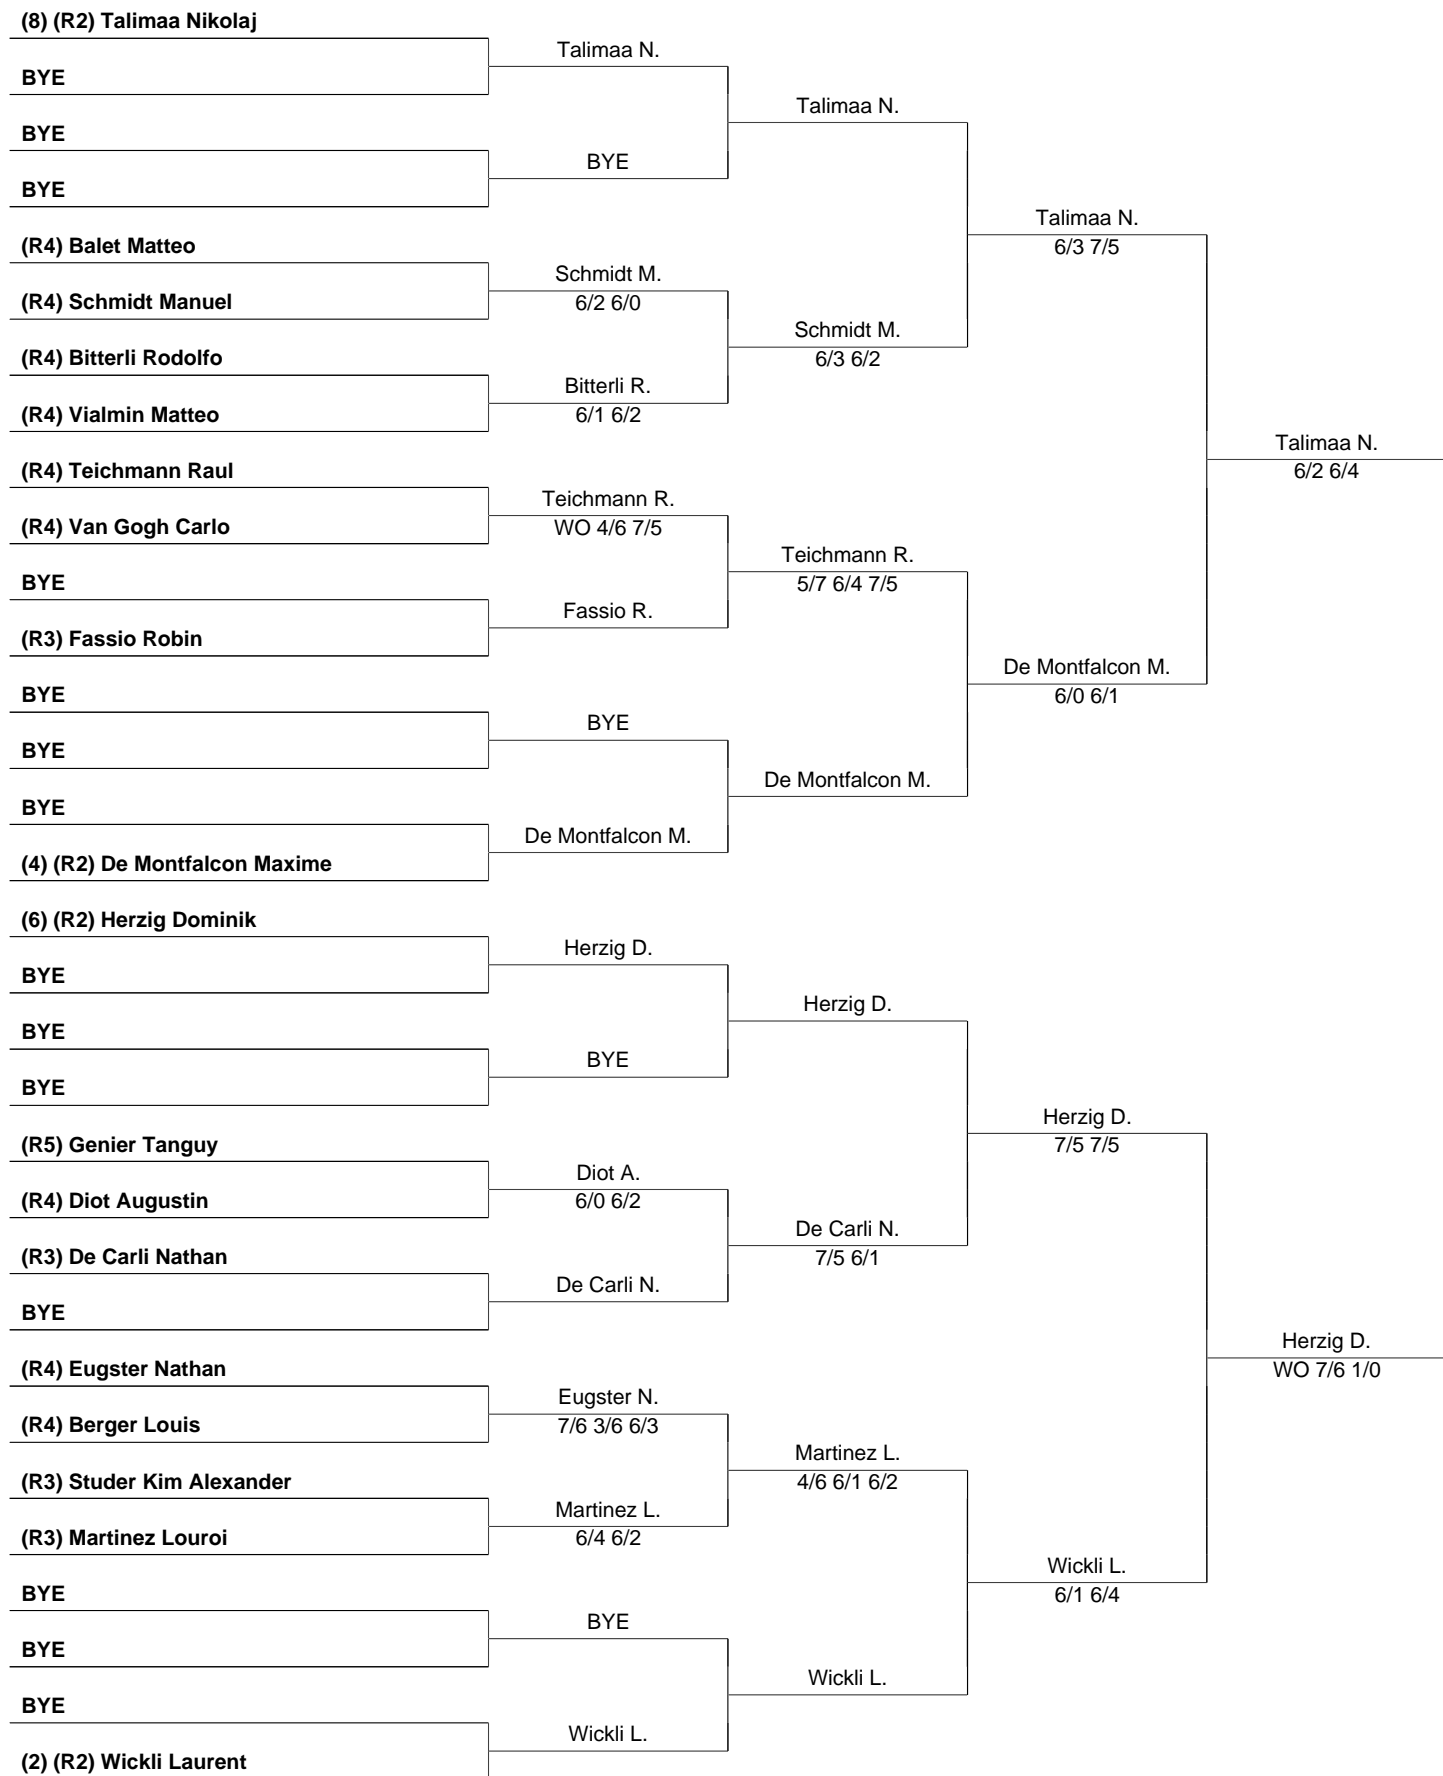 (8) (R2) Talimaa Nikolaj
Talimaa N.
BYE
Talimaa N.
BYE
BYE
BYE
Talimaa N.
(R4) Balet Matteo
6/3 7/5
Schmidt M.
(R4) Schmidt Manuel
6/2 6/0
Schmidt M.
(R4) Bitterli Rodolfo
6/3 6/2
Bitterli R.
(R4) Vialmin Matteo
6/1 6/2
Talimaa N.
(R4) Teichmann Raul
6/2 6/4
Teichmann R.
(R4) Van Gogh Carlo
WO 4/6 7/5
Teichmann R.
BYE
5/7 6/4 7/5
Fassio R.
(R3) Fassio Robin
De Montfalcon M.
BYE
6/0 6/1
BYE
BYE
De Montfalcon M.
BYE
De Montfalcon M.
(4) (R2) De Montfalcon Maxime
(6) (R2) Herzig Dominik
Herzig D.
BYE
Herzig D.
BYE
BYE
BYE
Herzig D.
(R5) Genier Tanguy
7/5 7/5
Diot A.
(R4) Diot Augustin
6/0 6/2
De Carli N.
(R3) De Carli Nathan
7/5 6/1
De Carli N.
BYE
Herzig D.
(R4) Eugster Nathan
WO 7/6 1/0
Eugster N.
(R4) Berger Louis
7/6 3/6 6/3
Martinez L.
(R3) Studer Kim Alexander
4/6 6/1 6/2
Martinez L.
(R3) Martinez Louroi
6/4 6/2
Wickli L.
BYE
6/1 6/4
BYE
BYE
Wickli L.
BYE
Wickli L.
(2) (R2) Wickli Laurent